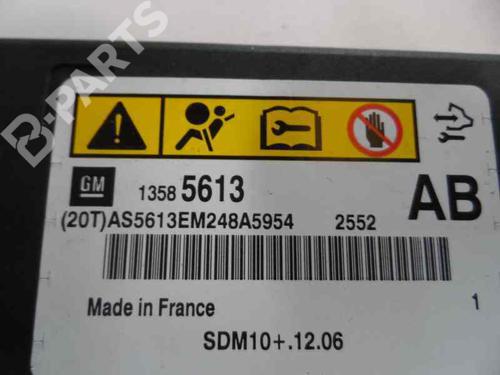 B-PARTS
GM
1358 5613
AB
(20T)AS5613EM248A5954 2552
Made in France
1
SDM10+.12.06